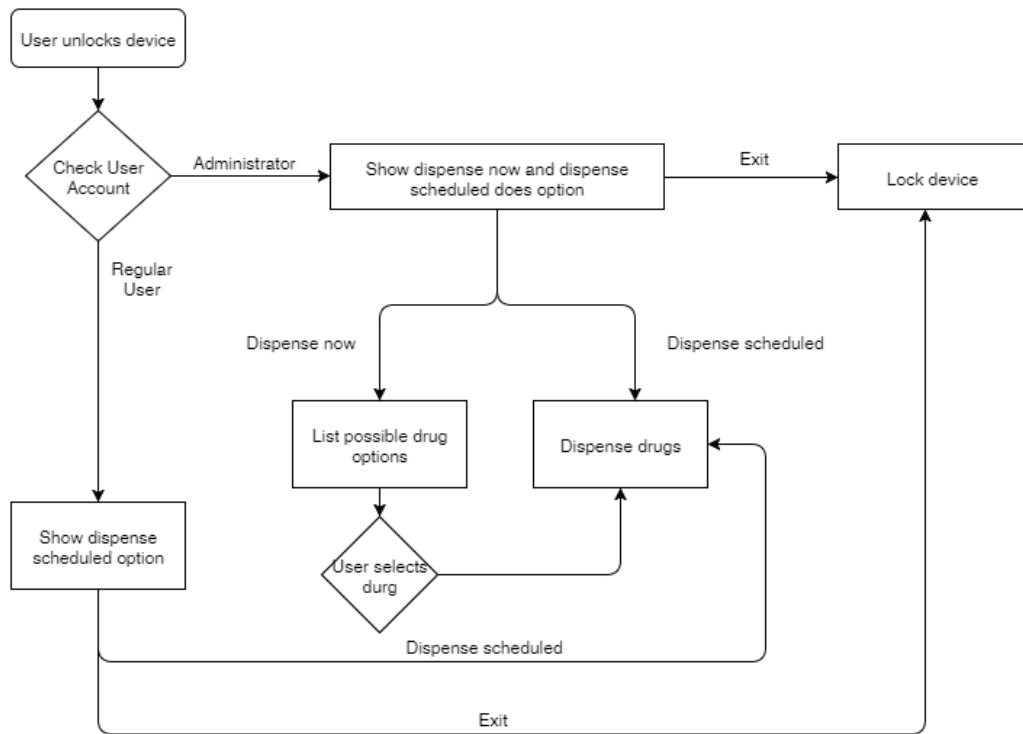 User unlocks device
Check User
Account
Administrator
Show dispense now and dispense
scheduled does option
Exit
Lock device
Regular
User
Dispense now
Dispense scheduled
List possible drug
options
Dispense drugs
Show dispense
scheduled option
User selects
durg
Dispense scheduled
Exit